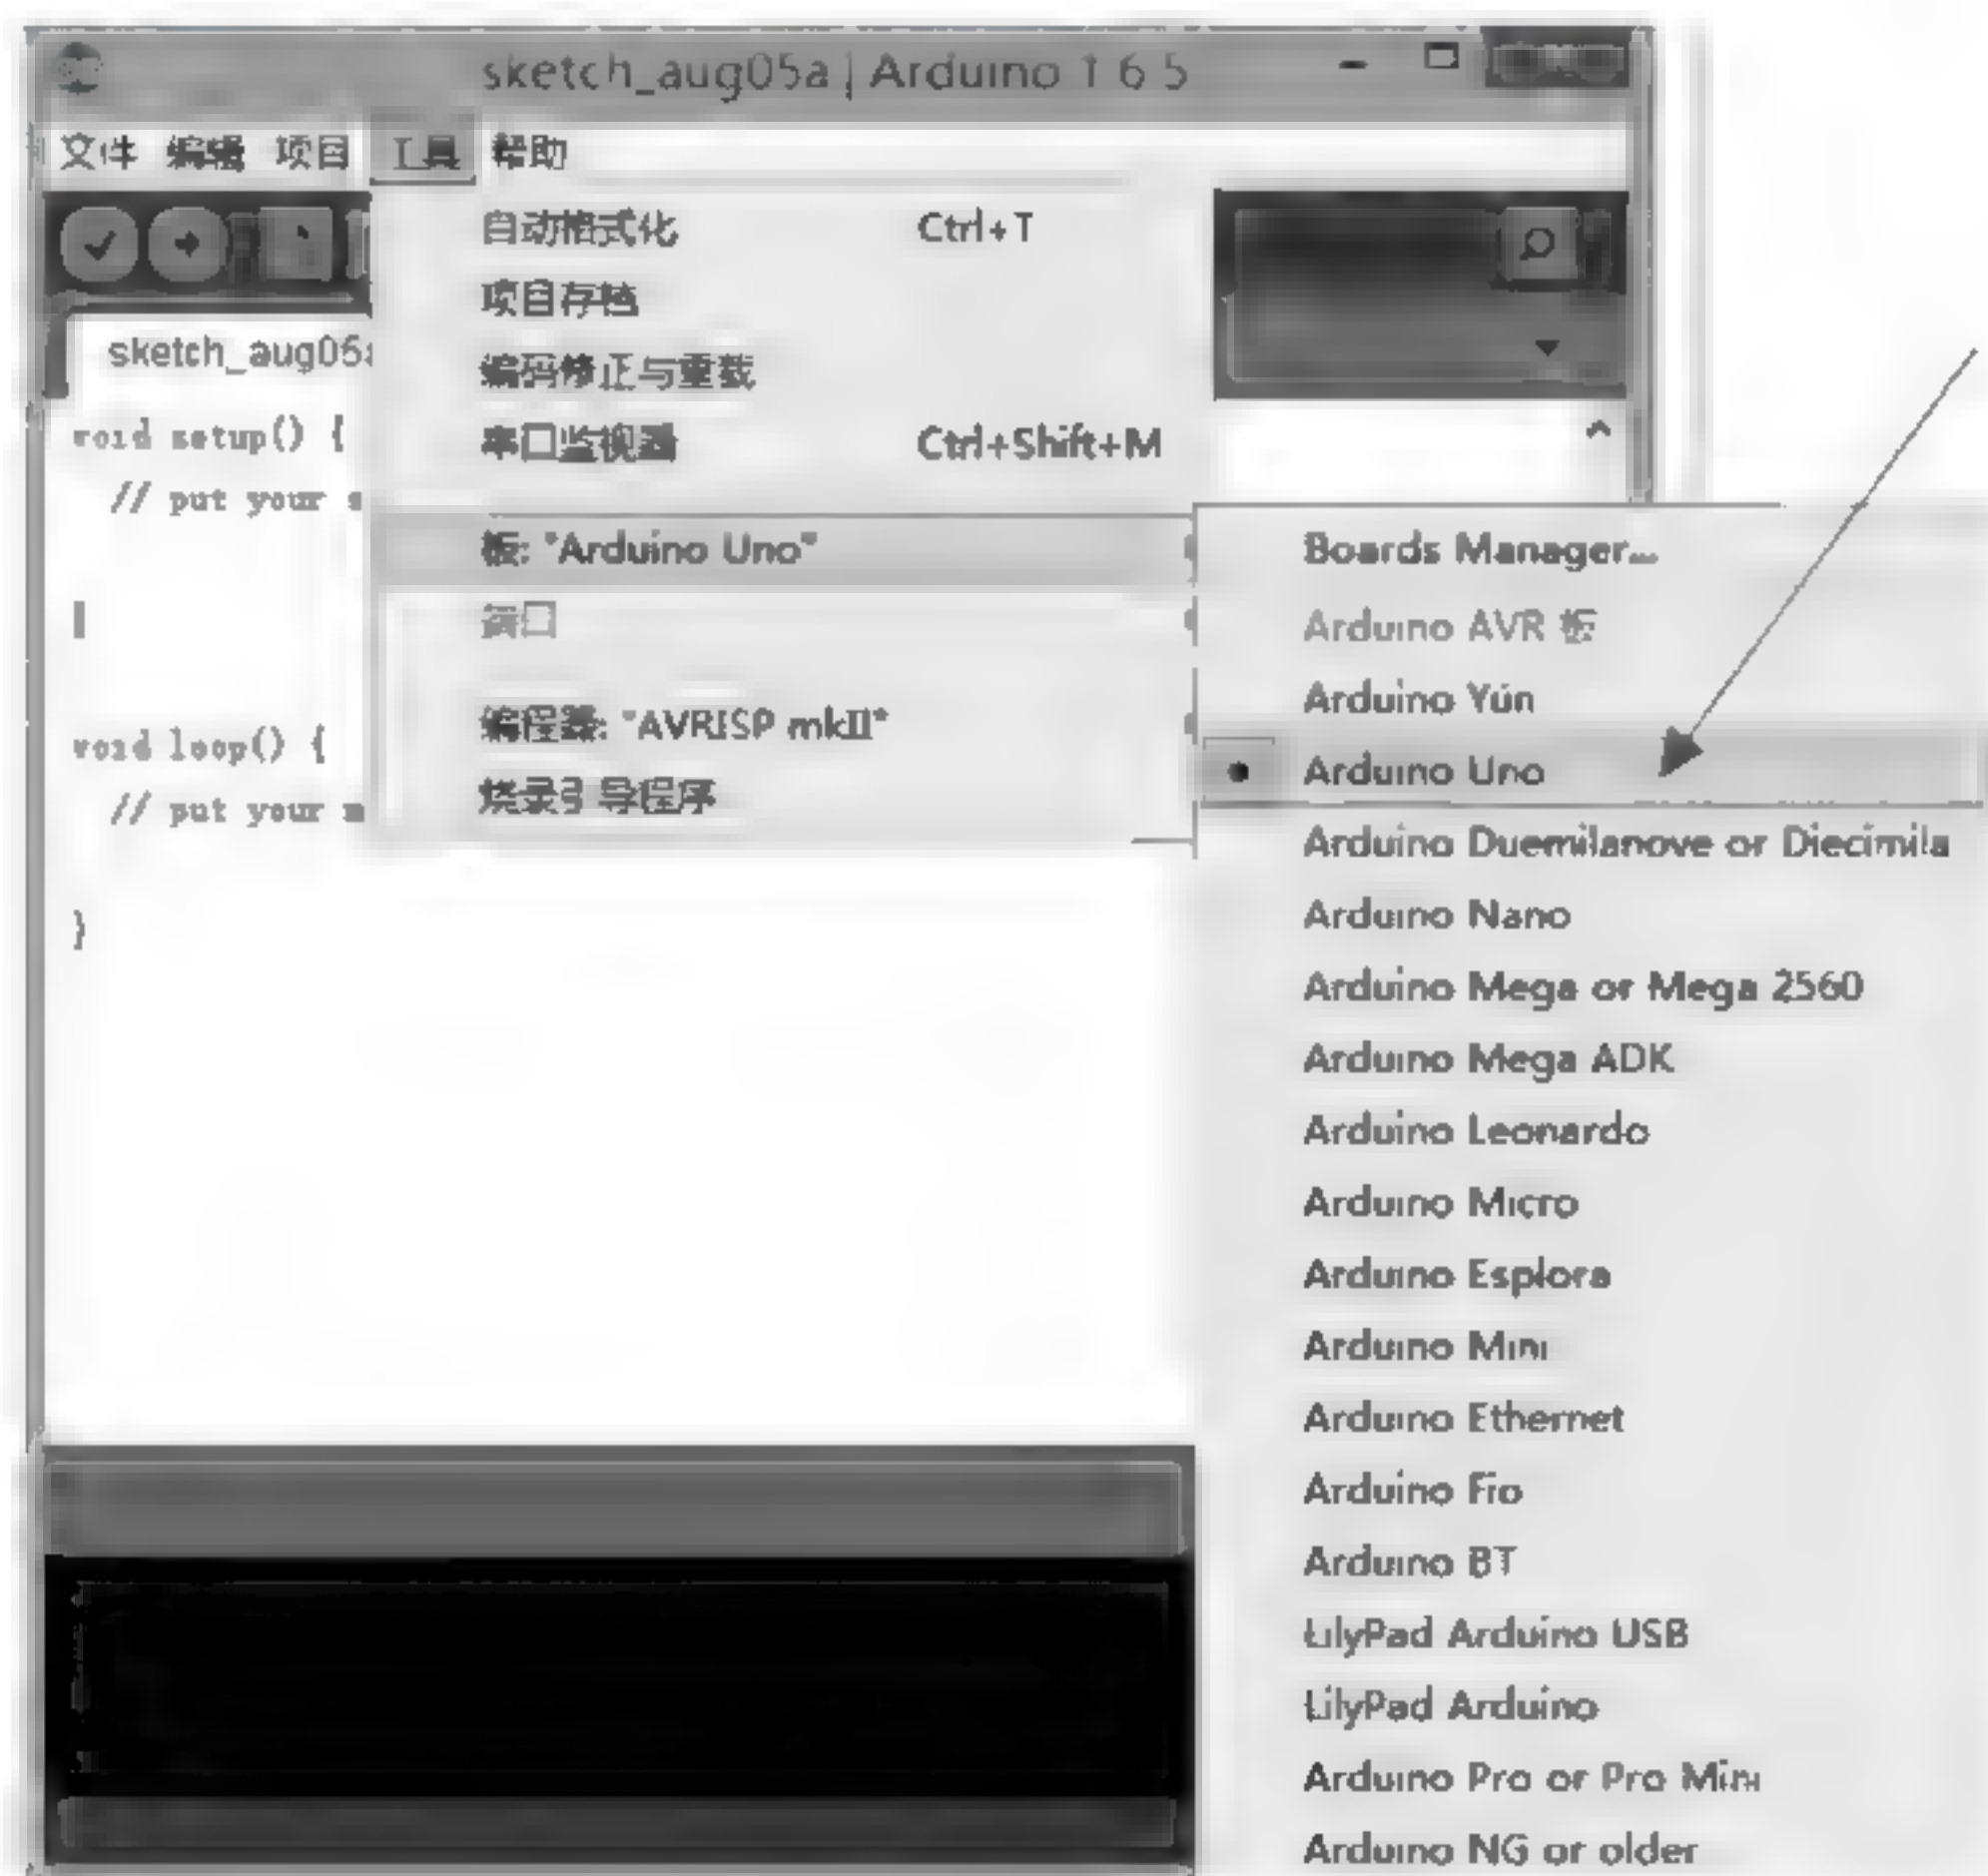 sketch_aug05a | Arduino 1 6 5
文件 编辑 项目 工具 帮助
自动格式化 Ctrl+T
项目存档
编码修正与重载
串口监视器 Ctrl+Shift+M
板: "Arduino Uno"
端口
编程器: "AVRISP mkII"
烧录引导程序
sketch_aug05a
void setup() {
// put your s
void loop() {
// put your m
}
Boards Manager...
Arduino AVR 板
Arduino Yún
Arduino Uno
Arduino Duemilanove or Diecimila
Arduino Nano
Arduino Mega or Mega 2560
Arduino Mega ADK
Arduino Leonardo
Arduino Micro
Arduino Esplora
Arduino Mini
Arduino Ethernet
Arduino Fio
Arduino BT
LilyPad Arduino USB
LilyPad Arduino
Arduino Pro or Pro Mini
Arduino NG or older